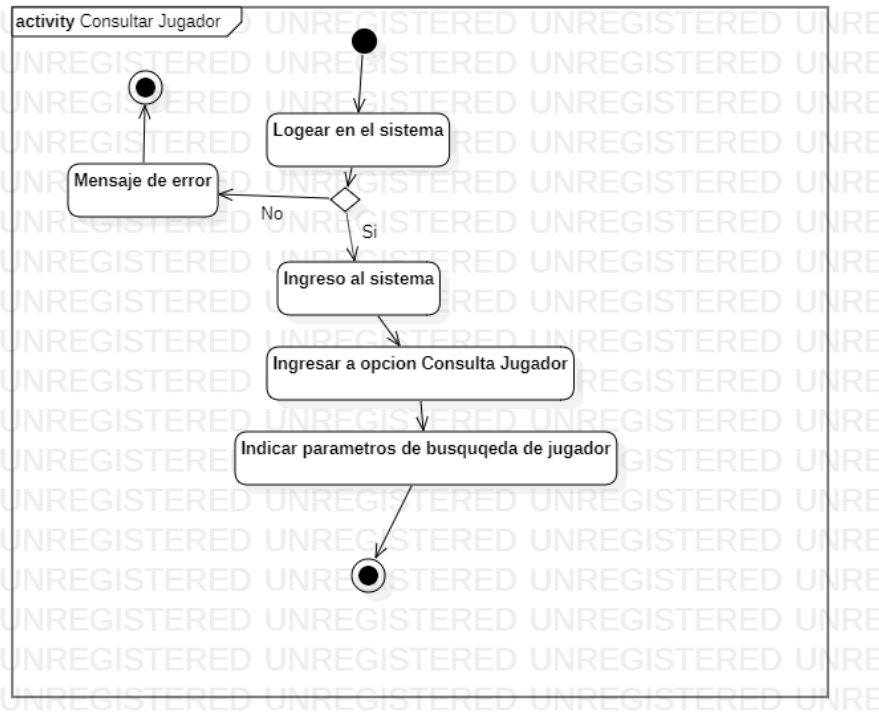 activity Consultar Jugador
Logear en el sistema
Mensaje de error
No
Si
Ingreso al sistema
Ingresar a opcion Consulta Jugador
Indicar parametros de busquqeda de jugador
UNREGISTERED